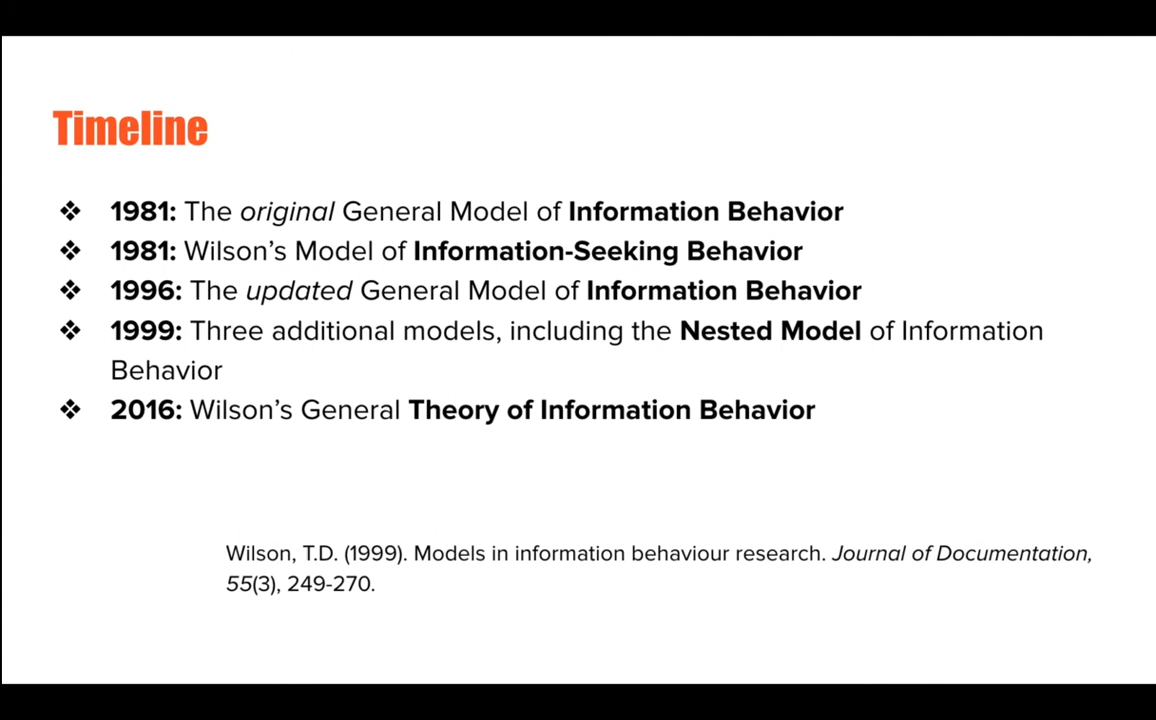 Timeline
❖ 1981: The original General Model of Information Behavior
❖ 1981: Wilson’s Model of Information-Seeking Behavior
❖ 1996: The updated General Model of Information Behavior
❖ 1999: Three additional models, including the Nested Model of Information
Behavior
❖ 2016: Wilson’s General Theory of Information Behavior
Wilson, T.D. (1999). Models in information behaviour research. Journal of Documentation,
55(3), 249-270.